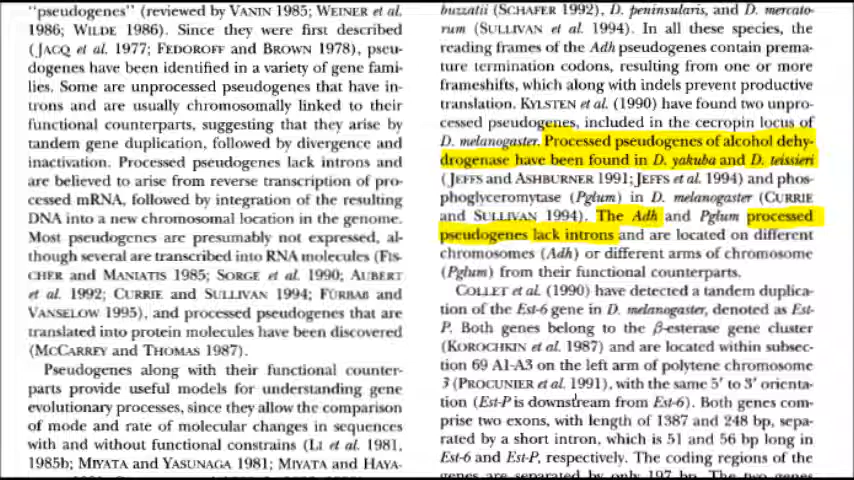 "pseudogenes" (reviewed by VANIN 1985; WEINER et al.
1986; WILDE 1986). Since they were first described
(JACQ et al. 1977; FEDOROFF and BROWN 1978), pseu-
dogenes have been identified in a variety of gene fami-
lies. Some are unprocessed pseudogenes that have in-
trons and are usually chromosomally linked to their
functional counterparts, suggesting that they arise by
tandem gene duplication, followed by divergence and
inactivation. Processed pseudogenes lack introns and
are believed to arise from reverse transcription of pro-
cessed mRNA, followed by integration of the resulting
DNA into a new chromosomal location in the genome.
Most pseudogenes are presumably not expressed, al-
though several are transcribed into RNA molecules (FIS-
CHER and MANIATIS 1985; SORGE et al. 1990; AUBERT
et al. 1992; CURRIE and SULLIVAN 1994; FÜRBAß and
VANSELOW 1995), and processed pseudogenes that are
translated into protein molecules have been discovered
(MCCARREY and THOMAS 1987).
Pseudogenes along with their functional counter-
parts provide useful models for understanding gene
evolutionary processes, since they allow the comparison
of mode and rate of molecular changes in sequences
with and without functional constrains (LI et al. 1981,
1985b; MIYATA and YASUNAGA 1981; MIYATA and HAYA-
buzzatii (SCHAFER 1992), D. peninsularis, and D. mercato-
rum (SULLIVAN et al. 1994). In all these species, the
reading frames of the Adh pseudogenes contain prema-
ture termination codons, resulting from one or more
frameshifts, which along with indels prevent productive
translation. KYLSTEN et al. (1990) have found two unpro-
cessed pseudogenes, included in the cecropin locus of
D. melanogaster. Processed pseudogenes of alcohol dehy-
drogenase have been found in D. yakuba and D. teissieri
(JEFFS and ASHBURNER 1991; JEFFS et al. 1994) and phos-
phoglyceromytase (Pglum) in D. melanogaster (CURRIE
and SULLIVAN 1994). The Adh and Pglum processed
pseudogenes lack introns and are located on different
chromosomes (Adh) or different arms of chromosome
(Pglum) from their functional counterparts.
COLLET et al. (1990) have detected a tandem duplica-
tion of the Est-6 gene in D. melanogaster, denoted as Est-
P. Both genes belong to the β-esterase gene cluster
(KOROCHKIN et al. 1987) and are located within subsec-
tion 69 A1-A3 on the left arm of polytene chromosome
3 (PROCUNIER et al. 1991), with the same 5′ to 3′ orienta-
tion (Est-P is downstream from Est-6). Both genes com-
prise two exons, with length of 1387 and 248 bp, sepa-
rated by a short intron, which is 51 and 56 bp long in
Est-6 and Est-P, respectively. The coding regions of the
genes are separated by only 197 bp. The two genes